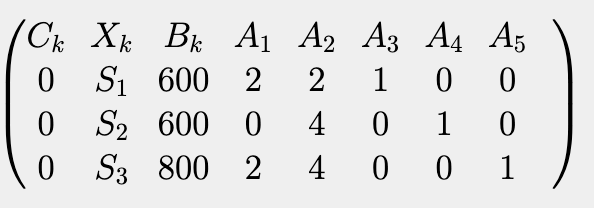 C_k X_k B_k A_1 A_2 A_3 A_4 A_5
0 S_1 600 2 2 1 0 0
0 S_2 600 0 4 0 1 0
0 S_3 800 2 4 0 0 1